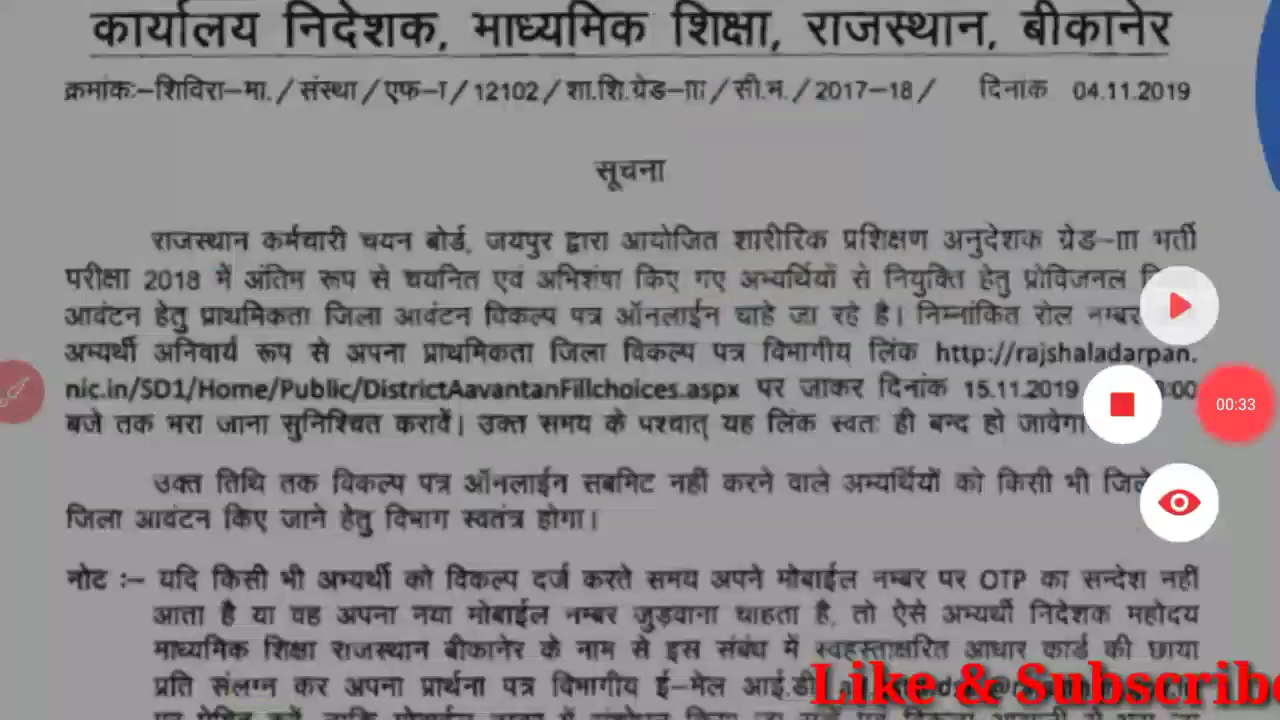 कार्यालय निदेशक, माध्यमिक शिक्षा, राजस्थान, बीकानेर
क्रमांक:–शिविरा–मा./संस्था/एफ–I/12102/शा.शि.ग्रेड–III/सी.भ./2017–18/ दिनांक 04.11.2019
सूचना
राजस्थान कर्मचारी चयन बोर्ड, जयपुर द्वारा आयोजित शारीरिक प्रशिक्षण अनुदेशक ग्रेड–III भर्ती
परीक्षा 2018 में अंतिम रूप से चयनित एवं अभिशंषा किए गए अभ्यर्थियों से नियुक्ति हेतु प्रोविजनल
आवंटन हेतु प्राथमिकता जिला आवंटन विकल्प पत्र ऑनलाईन चाहे जा रहे है। निम्नांकित रोल नम्बर
अभ्यर्थी अनिवार्य रूप से अपना प्राथमिकता जिला विकल्प पत्र विभागीय लिंक http://rajshaladarpan.
nic.in/SD1/Home/Public/DistrictAavantanFillchoices.aspx पर जाकर दिनांक 15.11.2019
बजे तक भरा जाना सुनिश्चित करावें। उक्त समय के पश्चात् यह लिंक स्वतः ही बन्द हो जायेगा
उक्त तिथि तक विकल्प पत्र ऑनलाईन सबमिट नहीं करने वाले अभ्यर्थियों को किसी भी
जिला आवंटन किए जाने हेतु विभाग स्वतंत्र होगा।
नोट :– यदि किसी भी अभ्यर्थी को विकल्प दर्ज करते समय अपने मोबाईल नम्बर पर OTP का सन्देश नहीं
आता है या वह अपना नया मोबाईल नम्बर जुड़वाना चाहता है, तो ऐसे अभ्यर्थी निदेशक महोदय
माध्यमिक शिक्षा राजस्थान बीकानेर के नाम से इस संबंध में स्वहस्ताक्षरित आधार कार्ड की छाया
प्रति संलग्न कर अपना प्रार्थना पत्र विभागीय ई–मेल आई.डी.
00:33
Like & Subscribe